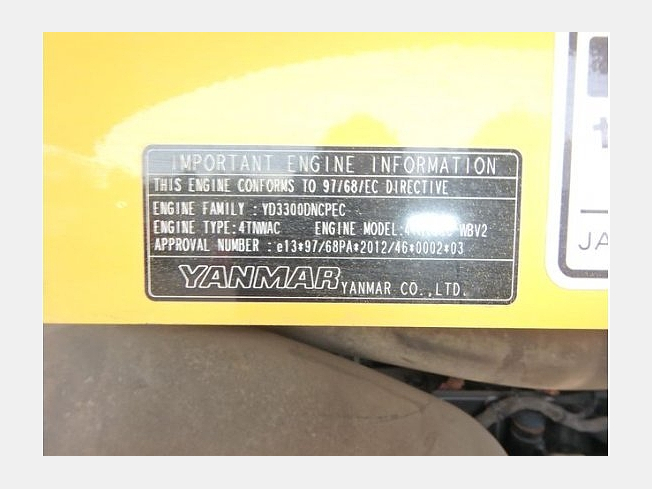 IMPORTANT ENGINE INFORMATION
THIS ENGINE CONFORMS TO 97/68/EC DIRECTIVE
ENGINE FAMILY : YD3300DNCPEC
ENGINE TYPE:4TNWAC ENGINE MODEL:
APPROVAL NUMBER : e13*97/68PA*2012/46*0002*03
YANMAR YANMAR CO.,LTD.
JA